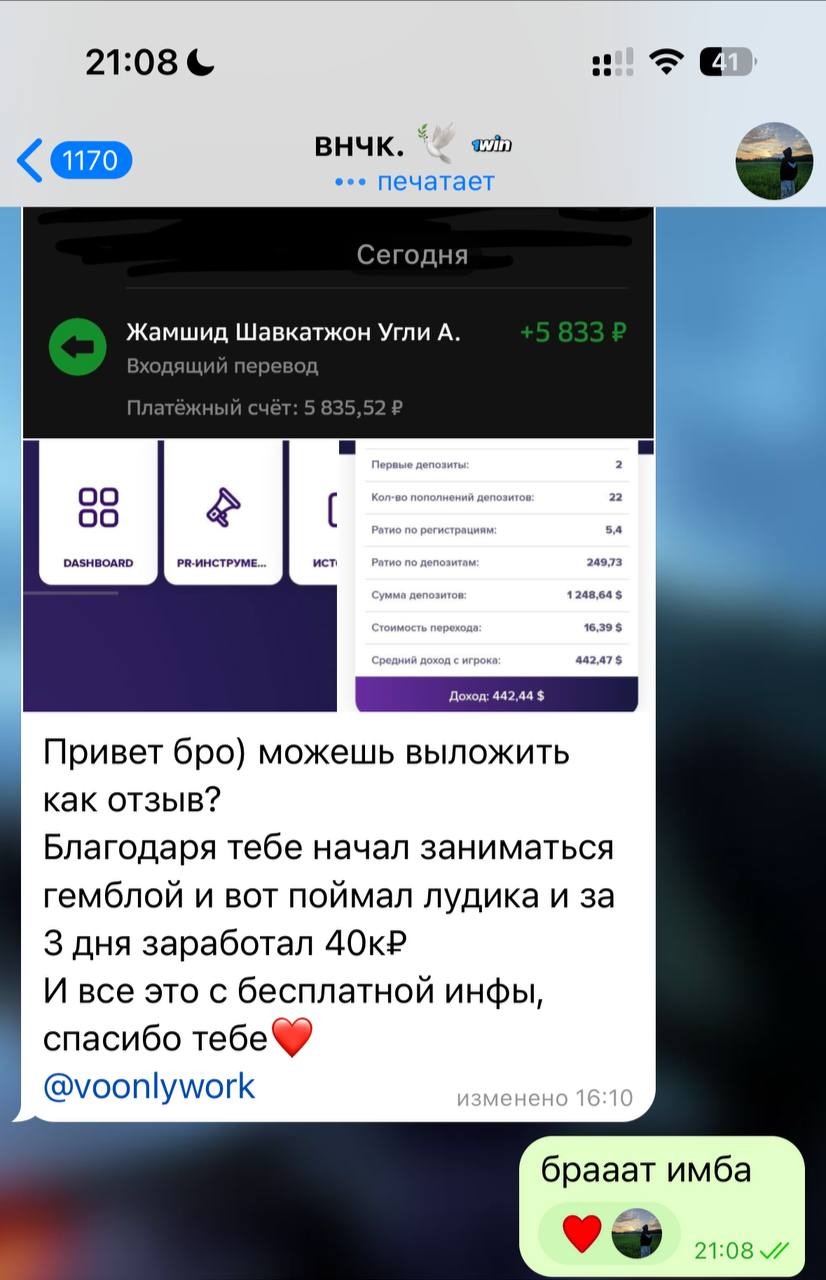 21:08
41
1170
внчк. 1win
печатает
Сегодня
Жамшид Шавкатжон Угли А. +5 833 ₽
Входящий перевод
Платёжный счёт: 5 835,52 ₽
DASHBOARD
PR-ИНСТРУМЕ...
ИСТ
Первые депозиты: 2
Кол-во пополнений депозитов: 22
Ратио по регистрациям: 5,4
Ратио по депозитам: 249,73
Сумма депозитов: 1 248,64 $
Стоимость перехода: 16,39 $
Средний доход с игрока: 442,47 $
Доход: 442,44 $
Привет бро) можешь выложить
как отзыв?
Благодаря тебе начал заниматься
гемблой и вот поймал лудика и за
3 дня заработал 40к₽
И все это с бесплатной инфы,
спасибо тебе❤️
@voonlywork
изменено 16:10
брааат имба
21:08